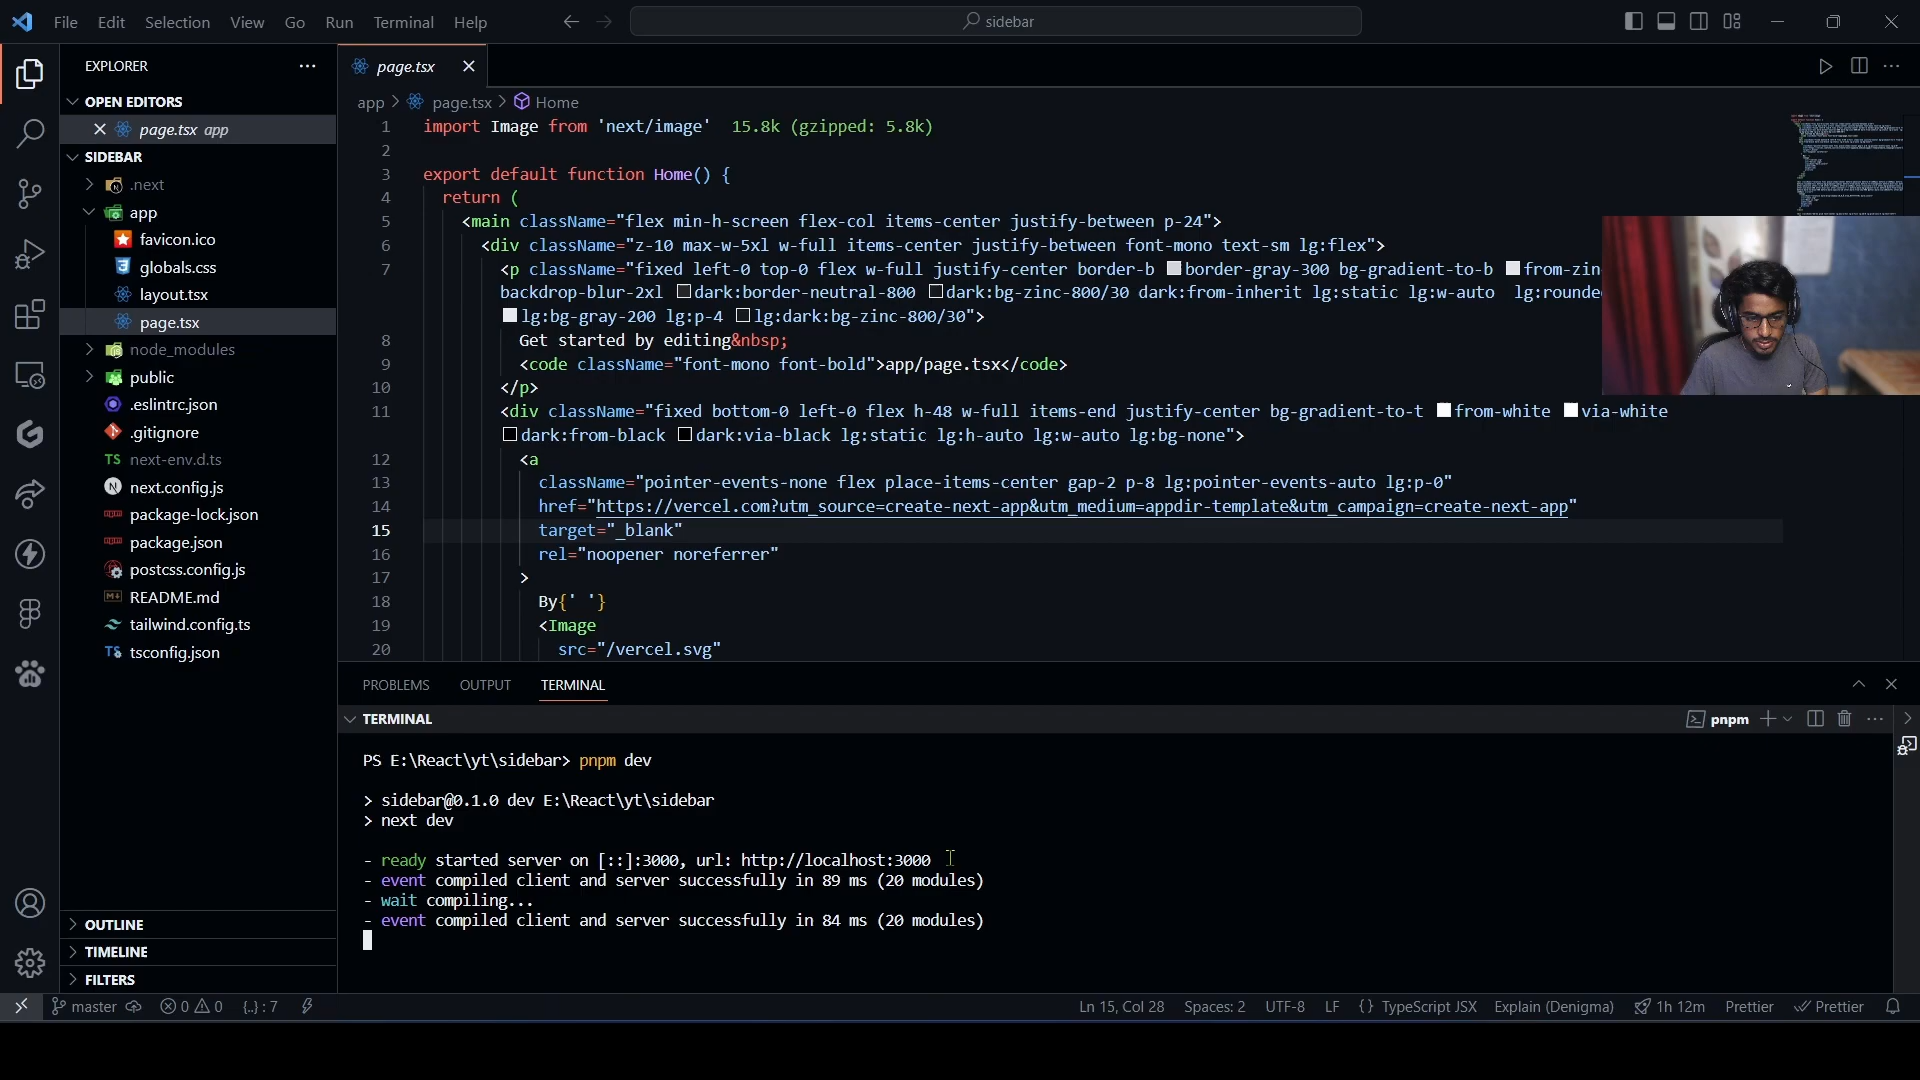 File Edit Selection View Go Run Terminal Help
sidebar
EXPLORER
OPEN EDITORS
page.tsx app
SIDEBAR
.next
app
favicon.ico
globals.css
layout.tsx
page.tsx
node_modules
public
.eslintrc.json
.gitignore
TS next-env.d.ts
next.config.js
package-lock.json
package.json
postcss.config.js
README.md
tailwind.config.ts
TS tsconfig.json
OUTLINE
TIMELINE
FILTERS
page.tsx
app > page.tsx > Home
1 import Image from 'next/image' 15.8k (gzipped: 5.8k)
2
3 export default function Home() {
4 return (
5 <main className="flex min-h-screen flex-col items-center justify-between p-24">
6 <div className="z-10 max-w-5xl w-full items-center justify-between font-mono text-sm lg:flex">
7 <p className="fixed left-0 top-0 flex w-full justify-center border-b border-gray-300 bg-gradient-to-b from-zin
backdrop-blur-2xl dark:border-neutral-800 dark:bg-zinc-800/30 dark:from-inherit lg:static lg:w-auto lg:rounde
lg:bg-gray-200 lg:p-4 lg:dark:bg-zinc-800/30">
8 Get started by editing&nbsp;
9 <code className="font-mono font-bold">app/page.tsx</code>
10 </p>
11 <div className="fixed bottom-0 left-0 flex h-48 w-full items-end justify-center bg-gradient-to-t from-white via-white
dark:from-black dark:via-black lg:static lg:h-auto lg:w-auto lg:bg-none">
12 <a
13 className="pointer-events-none flex place-items-center gap-2 p-8 lg:pointer-events-auto lg:p-0"
14 href="https://vercel.com?utm_source=create-next-app&utm_medium=appdir-template&utm_campaign=create-next-app"
15 target="_blank"
16 rel="noopener noreferrer"
17 >
18 By{' '}
19 <Image
20 src="/vercel.svg"
PROBLEMS OUTPUT TERMINAL
TERMINAL
pnpm
PS E:\React\yt\sidebar> pnpm dev
> sidebar@0.1.0 dev E:\React\yt\sidebar
> next dev
- ready started server on [::]:3000, url: http://localhost:3000
- event compiled client and server successfully in 89 ms (20 modules)
- wait compiling...
- event compiled client and server successfully in 84 ms (20 modules)
master 0 0 {..} : 7 Ln 15, Col 28 Spaces: 2 UTF-8 LF {} TypeScript JSX Explain (Denigma) 1h 12m Prettier Prettier